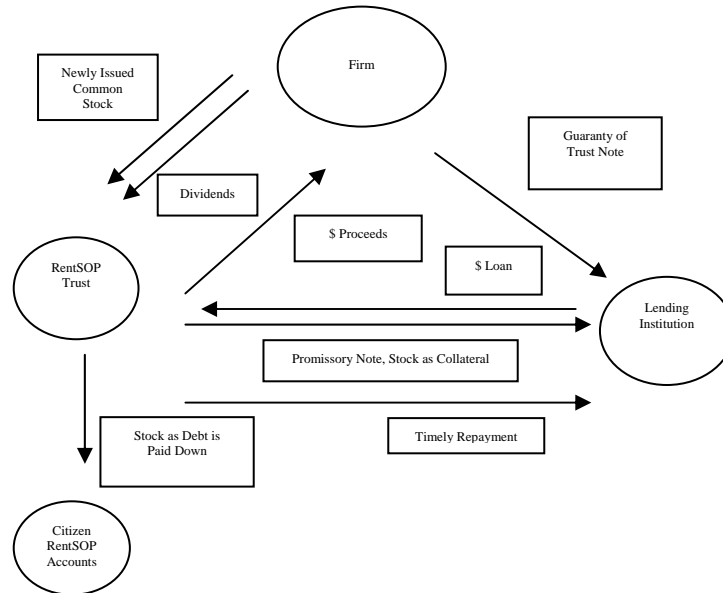 Newly Issued
Common
Stock
Firm
Guaranty of
Trust Note
Dividends
$ Proceeds
RentSOP
Trust
$ Loan
Lending
Institution
Promissory Note, Stock as Collateral
Stock as Debt is
Paid Down
Timely Repayment
Citizen
RentSOP
Accounts